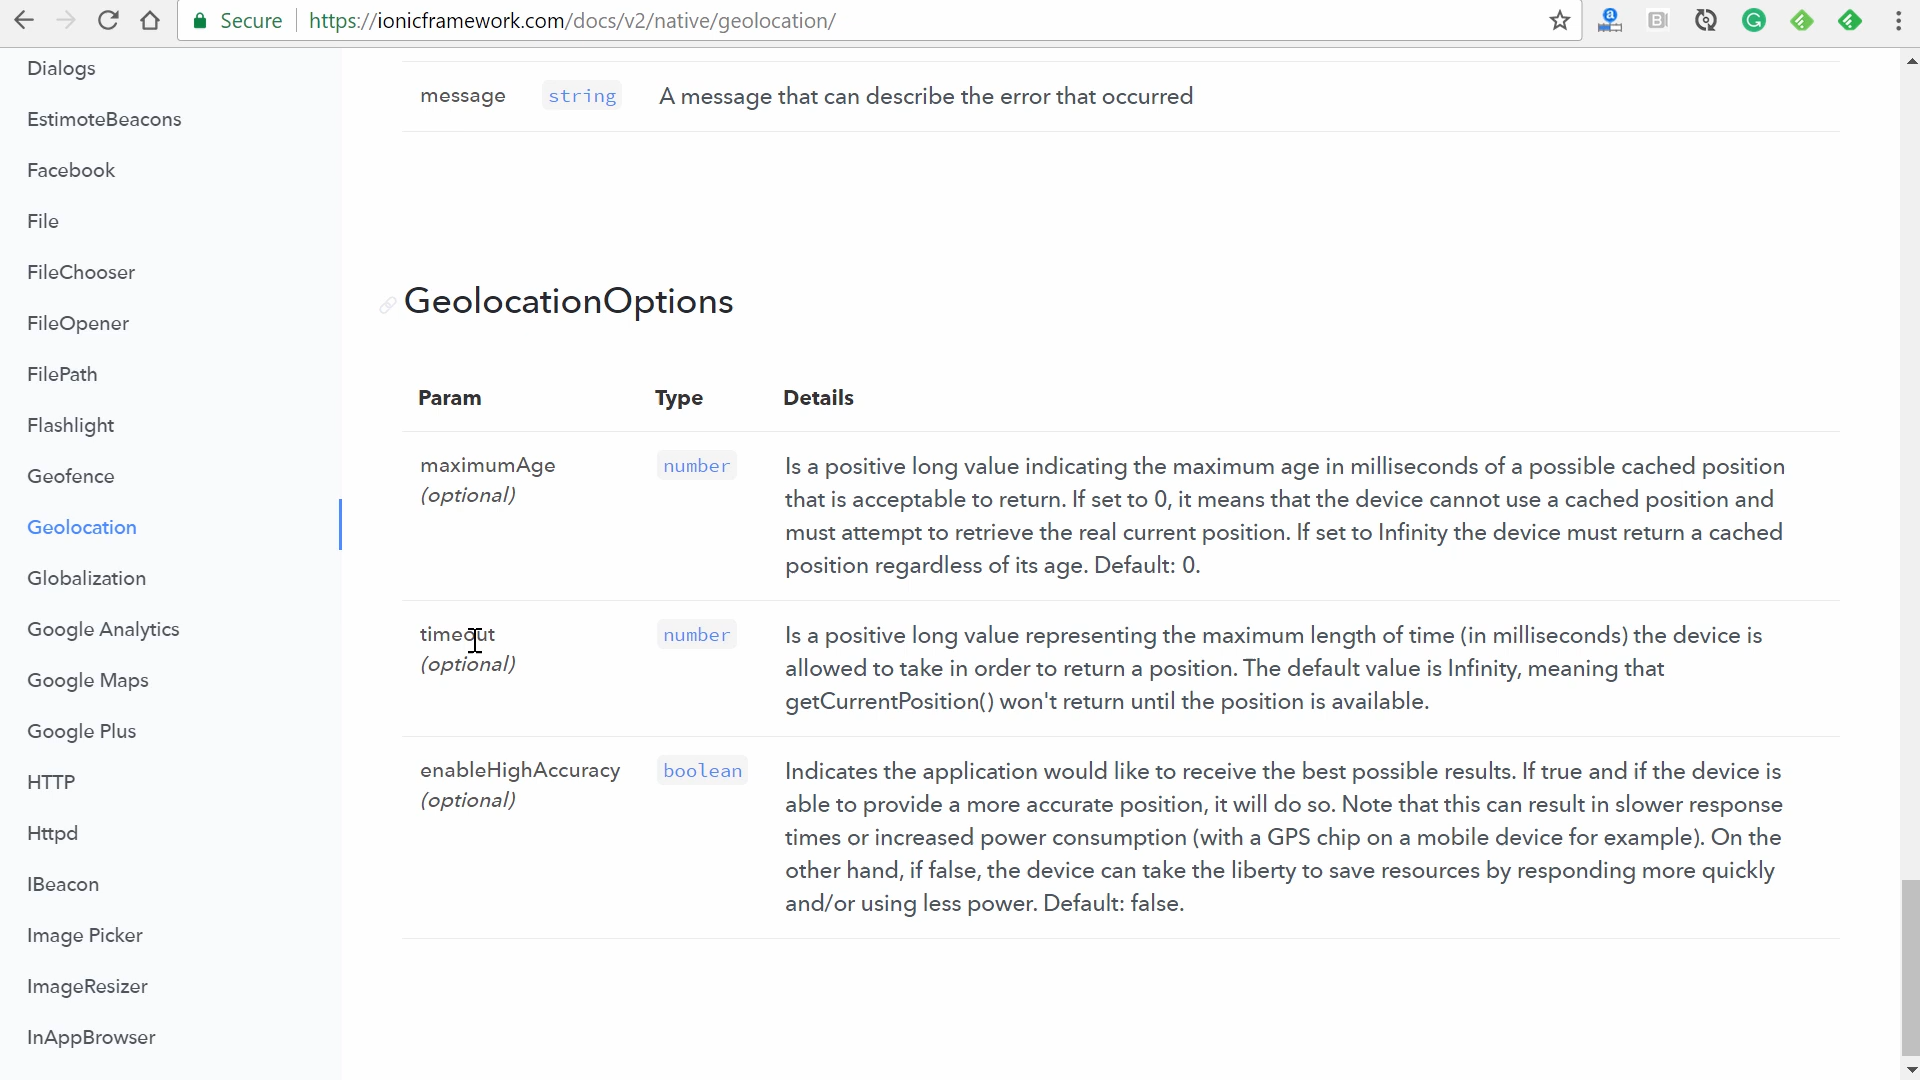 Secure
https://ionicframework.com/docs/v2/native/geolocation/
Dialogs
EstimoteBeacons
Facebook
File
FileChooser
FileOpener
FilePath
Flashlight
Geofence
Geolocation
Globalization
Google Analytics
Google Maps
Google Plus
HTTP
Httpd
IBeacon
Image Picker
ImageResizer
InAppBrowser
message string A message that can describe the error that occurred
GeolocationOptions
Param Type Details
maximumAge number Is a positive long value indicating the maximum age in milliseconds of a possible cached position
(optional) that is acceptable to return. If set to 0, it means that the device cannot use a cached position and
must attempt to retrieve the real current position. If set to Infinity the device must return a cached
position regardless of its age. Default: 0.
timeout number Is a positive long value representing the maximum length of time (in milliseconds) the device is
(optional) allowed to take in order to return a position. The default value is Infinity, meaning that
getCurrentPosition() won't return until the position is available.
enableHighAccuracy boolean Indicates the application would like to receive the best possible results. If true and if the device is
(optional) able to provide a more accurate position, it will do so. Note that this can result in slower response
times or increased power consumption (with a GPS chip on a mobile device for example). On the
other hand, if false, the device can take the liberty to save resources by responding more quickly
and/or using less power. Default: false.